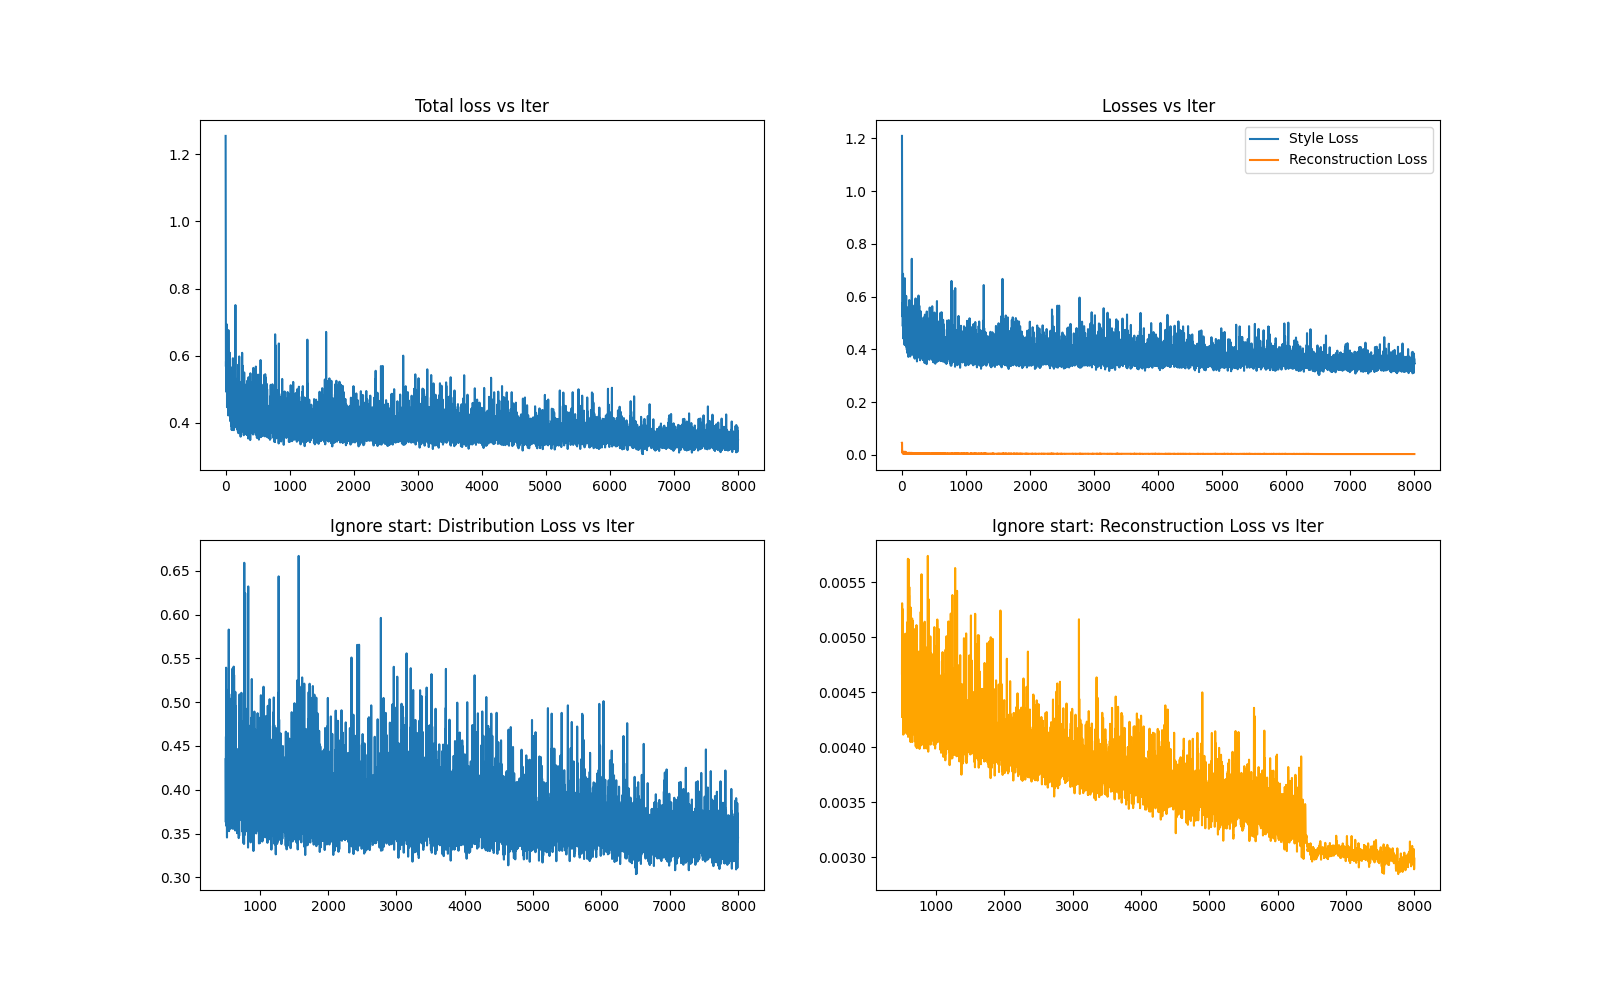 Total loss vs Iter
1.2
1.0
0.8
0.6
0.4
0 1000 2000 3000 4000 5000 6000 7000 8000
Losses vs Iter
Style Loss
Reconstruction Loss
1.2
1.0
0.8
0.6
0.4
0.2
0.0
0 1000 2000 3000 4000 5000 6000 7000 8000
Ignore start: Distribution Loss vs Iter
0.65
0.60
0.55
0.50
0.45
0.40
0.35
0.30
1000 2000 3000 4000 5000 6000 7000 8000
Ignore start: Reconstruction Loss vs Iter
0.0055
0.0050
0.0045
0.0040
0.0035
0.0030
1000 2000 3000 4000 5000 6000 7000 8000